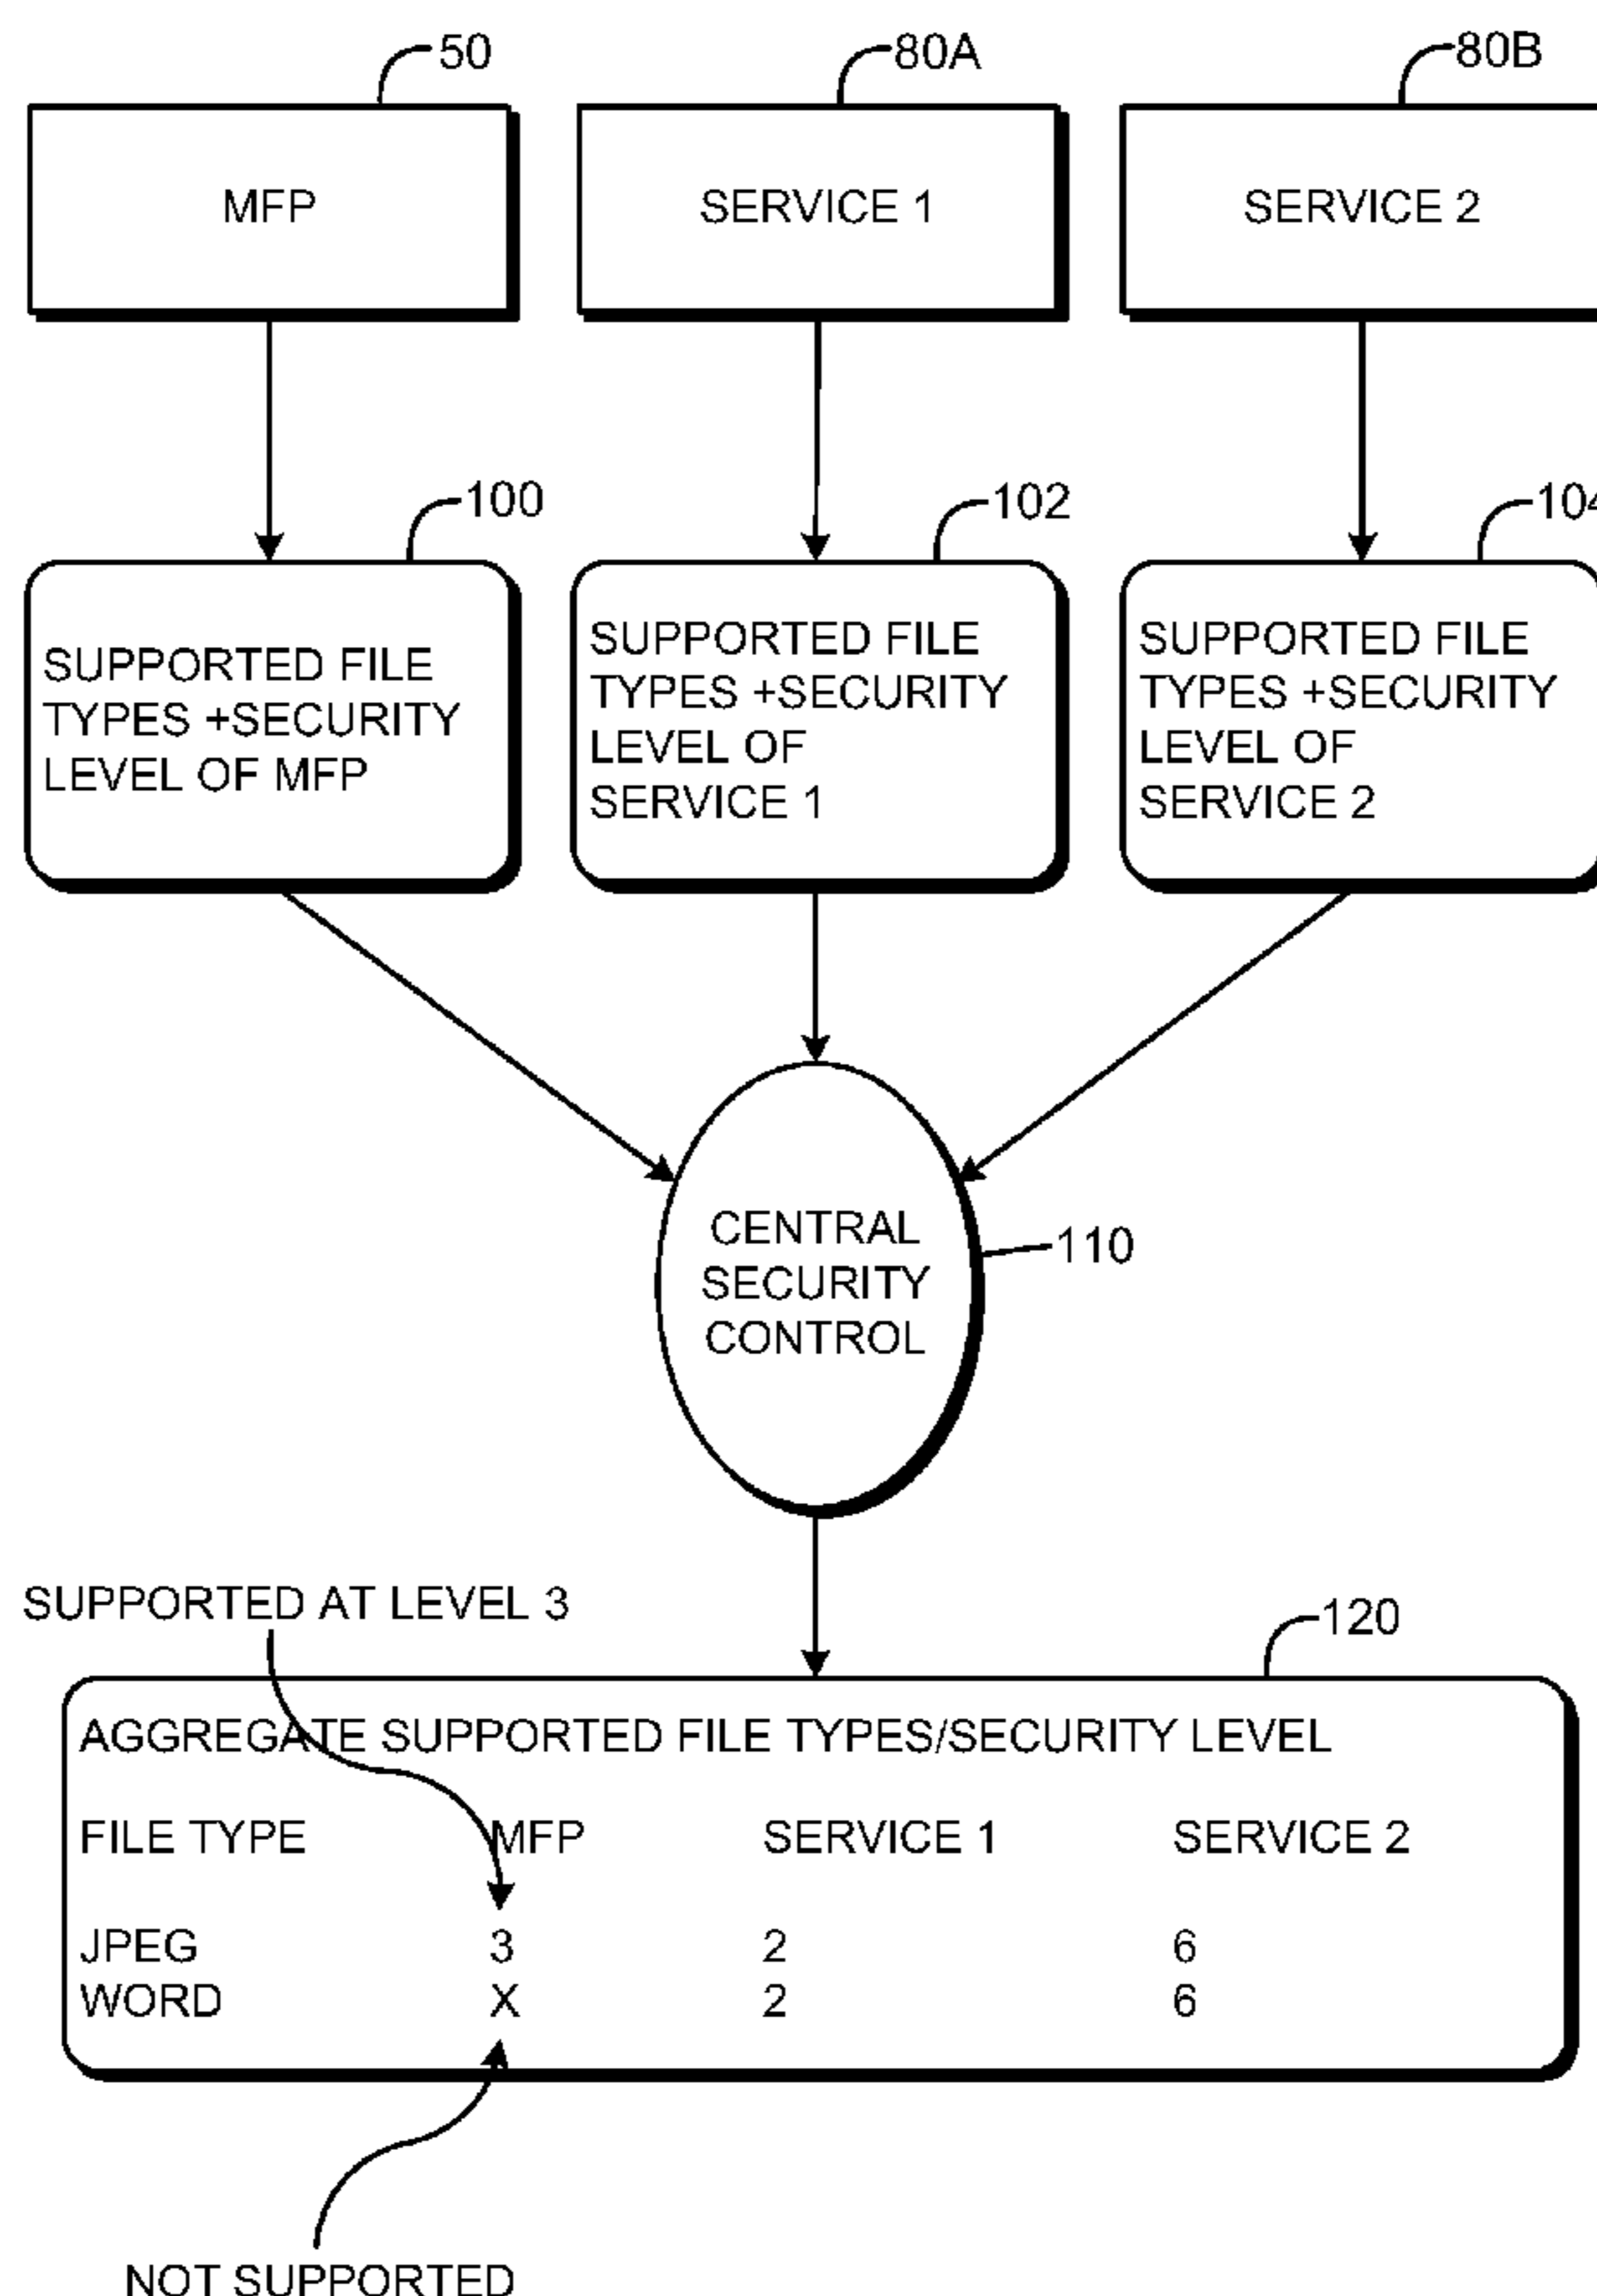 50
80A
80B
MFP
SERVICE 1
SERVICE 2
100
102
104
SUPPORTED FILE
TYPES +SECURITY
LEVEL OF MFP
SUPPORTED FILE
TYPES +SECURITY
LEVEL OF
SERVICE 1
SUPPORTED FILE
TYPES +SECURITY
LEVEL OF
SERVICE 2
CENTRAL
SECURITY
CONTROL
110
SUPPORTED AT LEVEL 3
120
AGGREGATE SUPPORTED FILE TYPES/SECURITY LEVEL
FILE TYPE MFP SERVICE 1 SERVICE 2
JPEG 3 2 6
WORD X 2 6
NOT SUPPORTED